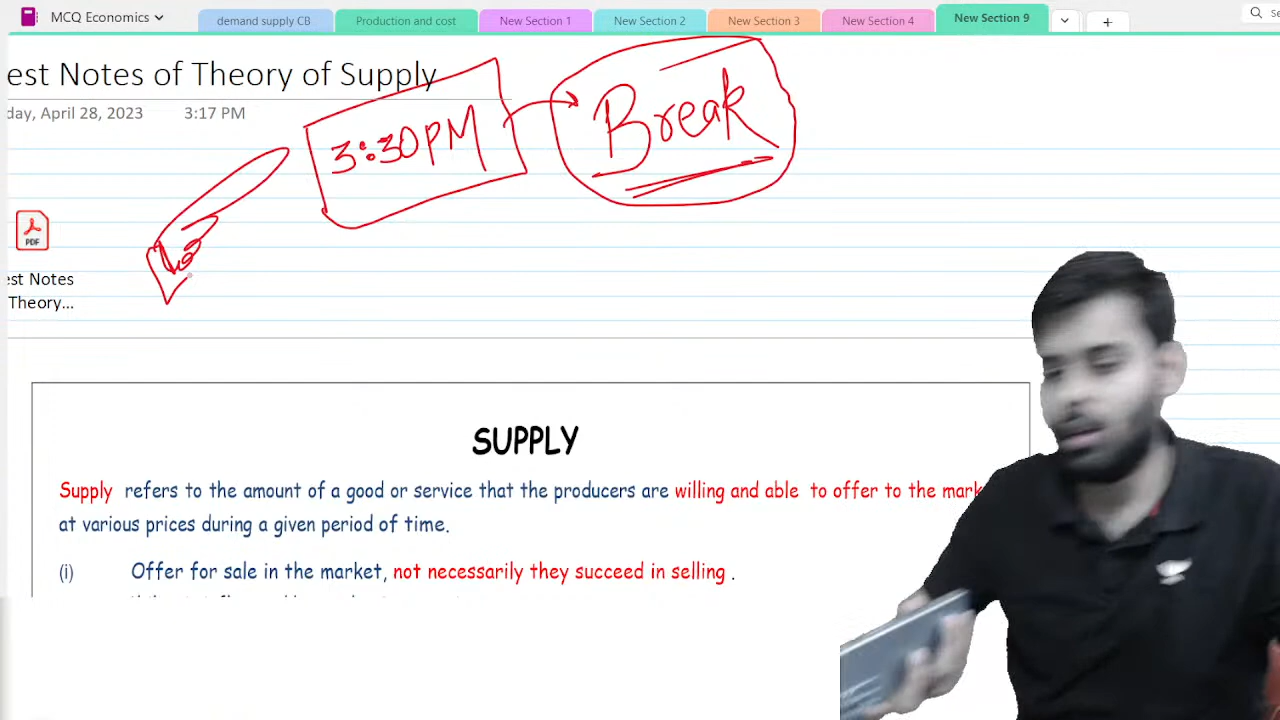 MCQ Economics
demand supply CB
Production and cost
New Section 1
New Section 2
New Section 3
New Section 4
New Section 9
est Notes of Theory of Supply
day, April 28, 2023 3:17 PM
3:30PM
Break
PDF
est Notes
Theory...
SUPPLY
Supply refers to the amount of a good or service that the producers are willing and able to offer to the mark
at various prices during a given period of time.
(i) Offer for sale in the market, not necessarily they succeed in selling .